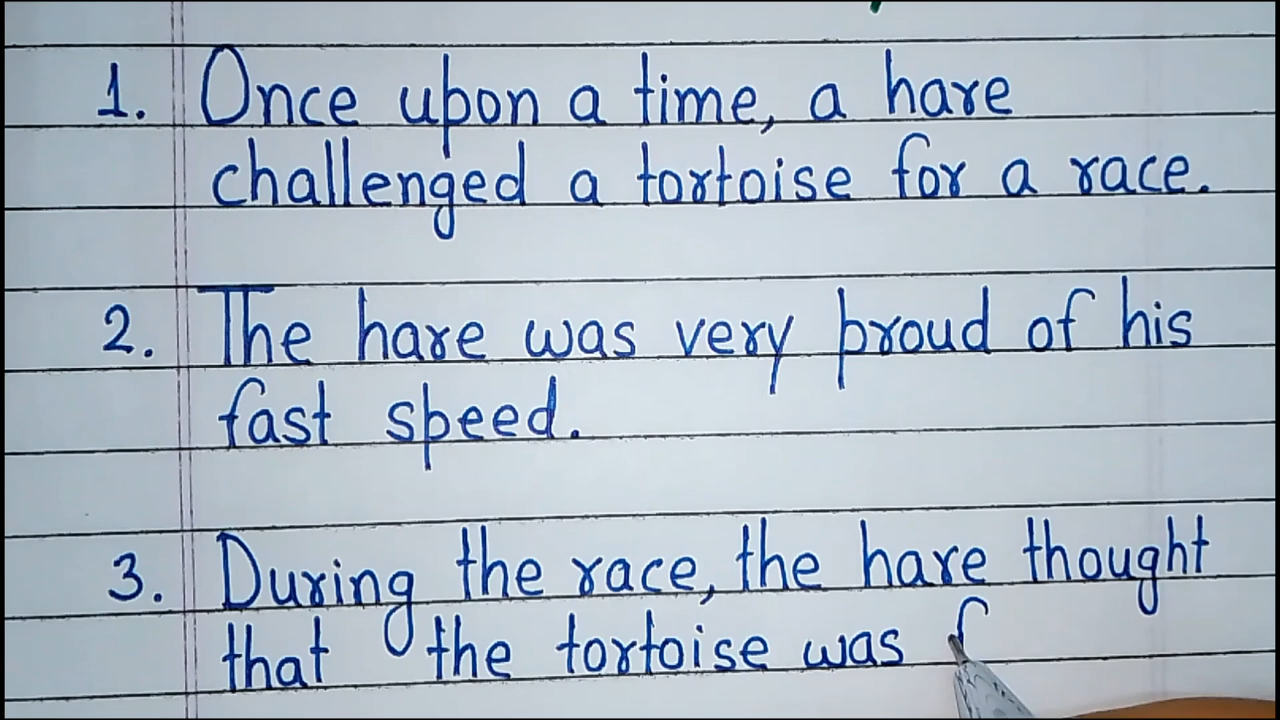 1. Once upon a time, a hare
challenged a tortoise for a race.
2. The hare was very proud of his
fast speed.
3. During the race, the hare thought
that the tortoise was